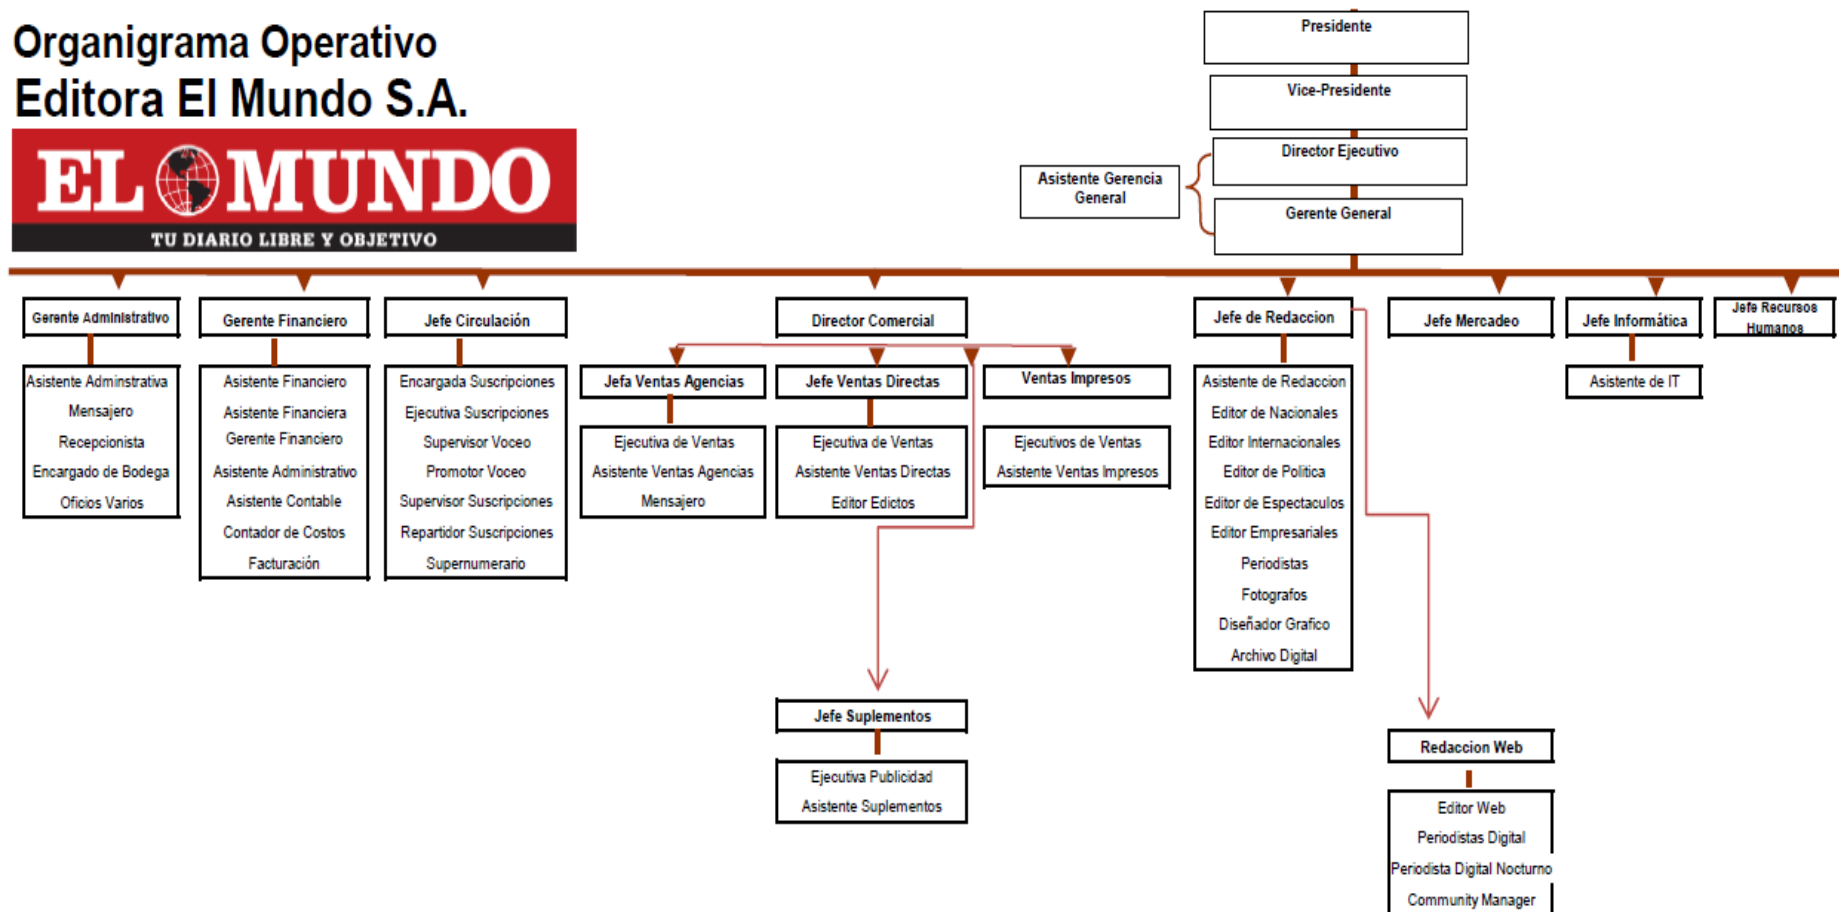 Organigrama Operativo
Editora El Mundo S.A.
EL MUNDO
TU DIARIO LIBRE Y OBJETIVO
Presidente
Vice-Presidente
Director Ejecutivo
Asistente Gerencia
General
Gerente General
Gerente Administrativo
Gerente Financiero
Jefe Circulación
Director Comercial
Jefe de Redaccion
Jefe Mercadeo
Jefe Informática
Jefe Recursos
Humanos
Asistente Adminstrativa
Mensajero
Recepcionista
Encargado de Bodega
Oficios Varios
Asistente Financiero
Asistente Financiera
Gerente Financiero
Asistente Administrativo
Asistente Contable
Contador de Costos
Facturación
Encargada Suscripciones
Ejecutiva Suscripciones
Supervisor Voceo
Promotor Voceo
Supervisor Suscripciones
Repartidor Suscripciones
Supernumerario
Jefa Ventas Agencias
Ejecutiva de Ventas
Asistente Ventas Agencias
Mensajero
Jefe Ventas Directas
Ejecutiva de Ventas
Asistente Ventas Directas
Editor Edictos
Ventas Impresos
Ejecutivos de Ventas
Asistente Ventas Impresos
Asistente de Redaccion
Editor de Nacionales
Editor Internacionales
Editor de Politica
Editor de Espectaculos
Editor Empresariales
Periodistas
Fotografos
Diseñador Grafico
Archivo Digital
Asistente de IT
Jefe Suplementos
Ejecutiva Publicidad
Asistente Suplementos
Redaccion Web
Editor Web
Periodistas Digital
Periodista Digital Nocturno
Community Manager